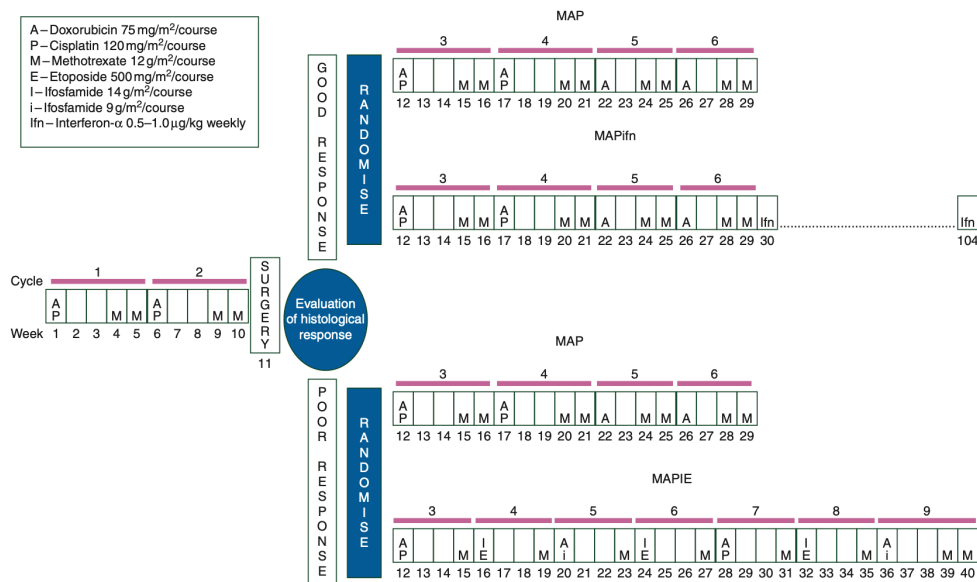 A – Doxorubicin 75 mg/m²/course
P – Cisplatin 120 mg/m²/course
M – Methotrexate 12 g/m²/course
E – Etoposide 500 mg/m²/course
I – Ifosfamide 14 g/m²/course
i – Ifosfamide 9 g/m²/course
Ifn – Interferon-α 0.5–1.0 µg/kg weekly
Cycle
1 2
A P M M A P M M
Week
1 2 3 4 5 6 7 8 9 10
SURGERY
11
Evaluation
of histological
response
GOOD RESPONSE
RANDOMISE
MAP
3 4 5 6
A P M M A P M M A M M A M M
12 13 14 15 16 17 18 19 20 21 22 23 24 25 26 27 28 29
MAPifn
3 4 5 6
A P M M A P M M A M M A M M Ifn Ifn
12 13 14 15 16 17 18 19 20 21 22 23 24 25 26 27 28 29 30 104
POOR RESPONSE
RANDOMISE
MAP
3 4 5 6
A P M M A P M M A M M A M M
12 13 14 15 16 17 18 19 20 21 22 23 24 25 26 27 28 29
MAPIE
3 4 5 6 7 8 9
A P M I E M A i M I E M A P M I E M A i M M
12 13 14 15 16 17 18 19 20 21 22 23 24 25 26 27 28 29 30 31 32 33 34 35 36 37 38 39 40